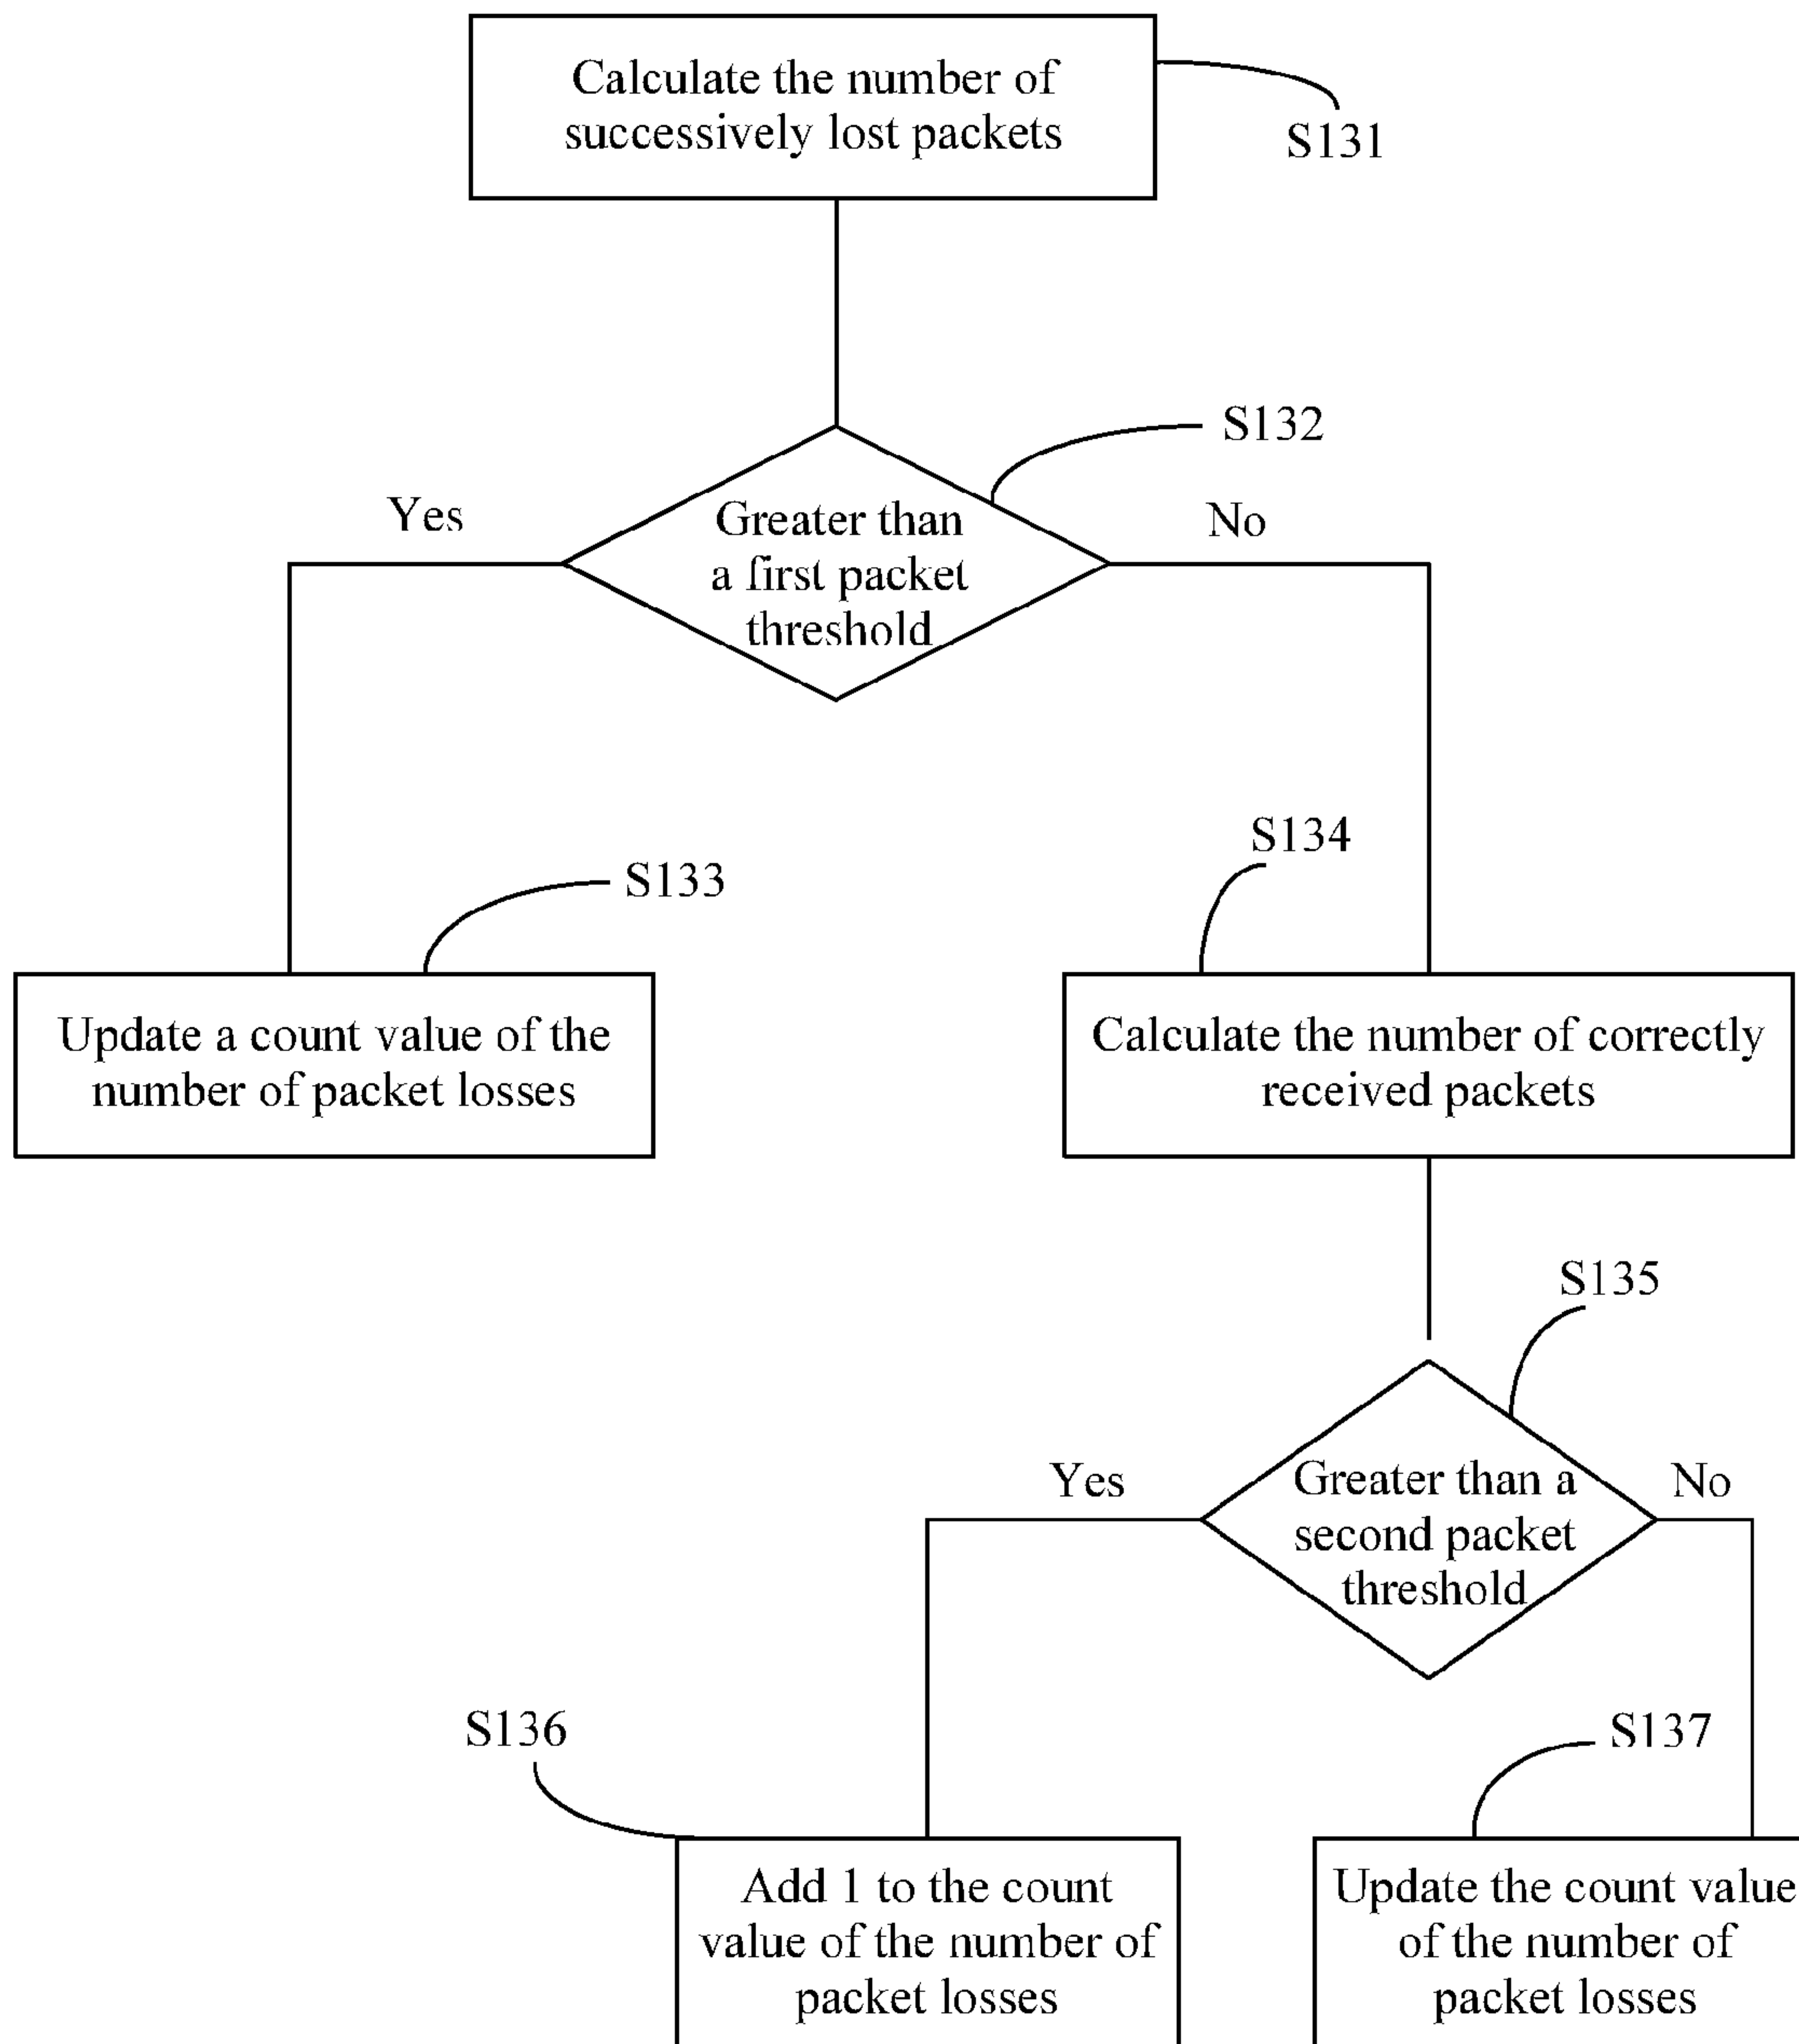 Calculate the number of
successively lost packets
S131
S132
Yes
Greater than
a first packet
threshold
No
S134
S133
Update a count value of the
number of packet losses
Calculate the number of correctly
received packets
S135
Yes
Greater than a
second packet
threshold
No
S136
S137
Add 1 to the count
value of the number of
packet losses
Update the count value
of the number of
packet losses